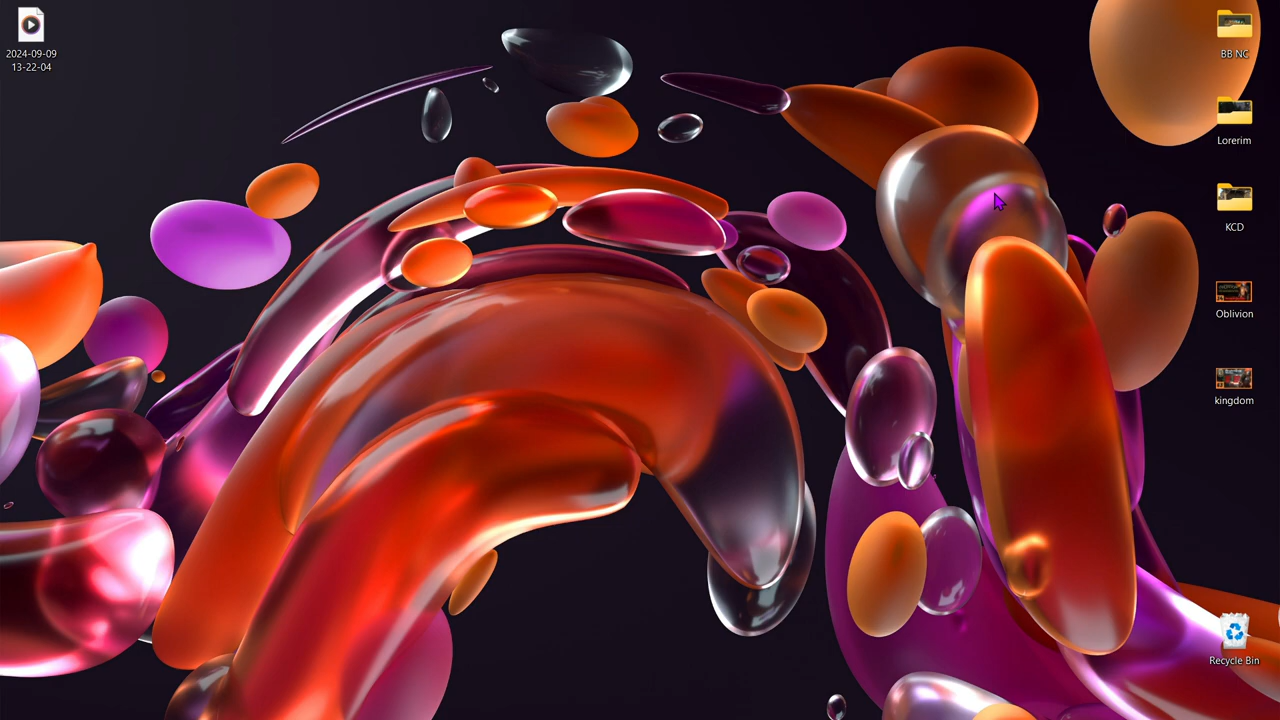 2024-09-09
13-22-04
BB NC
Lorerim
KCD
Oblivion
kingdom
Recycle Bin